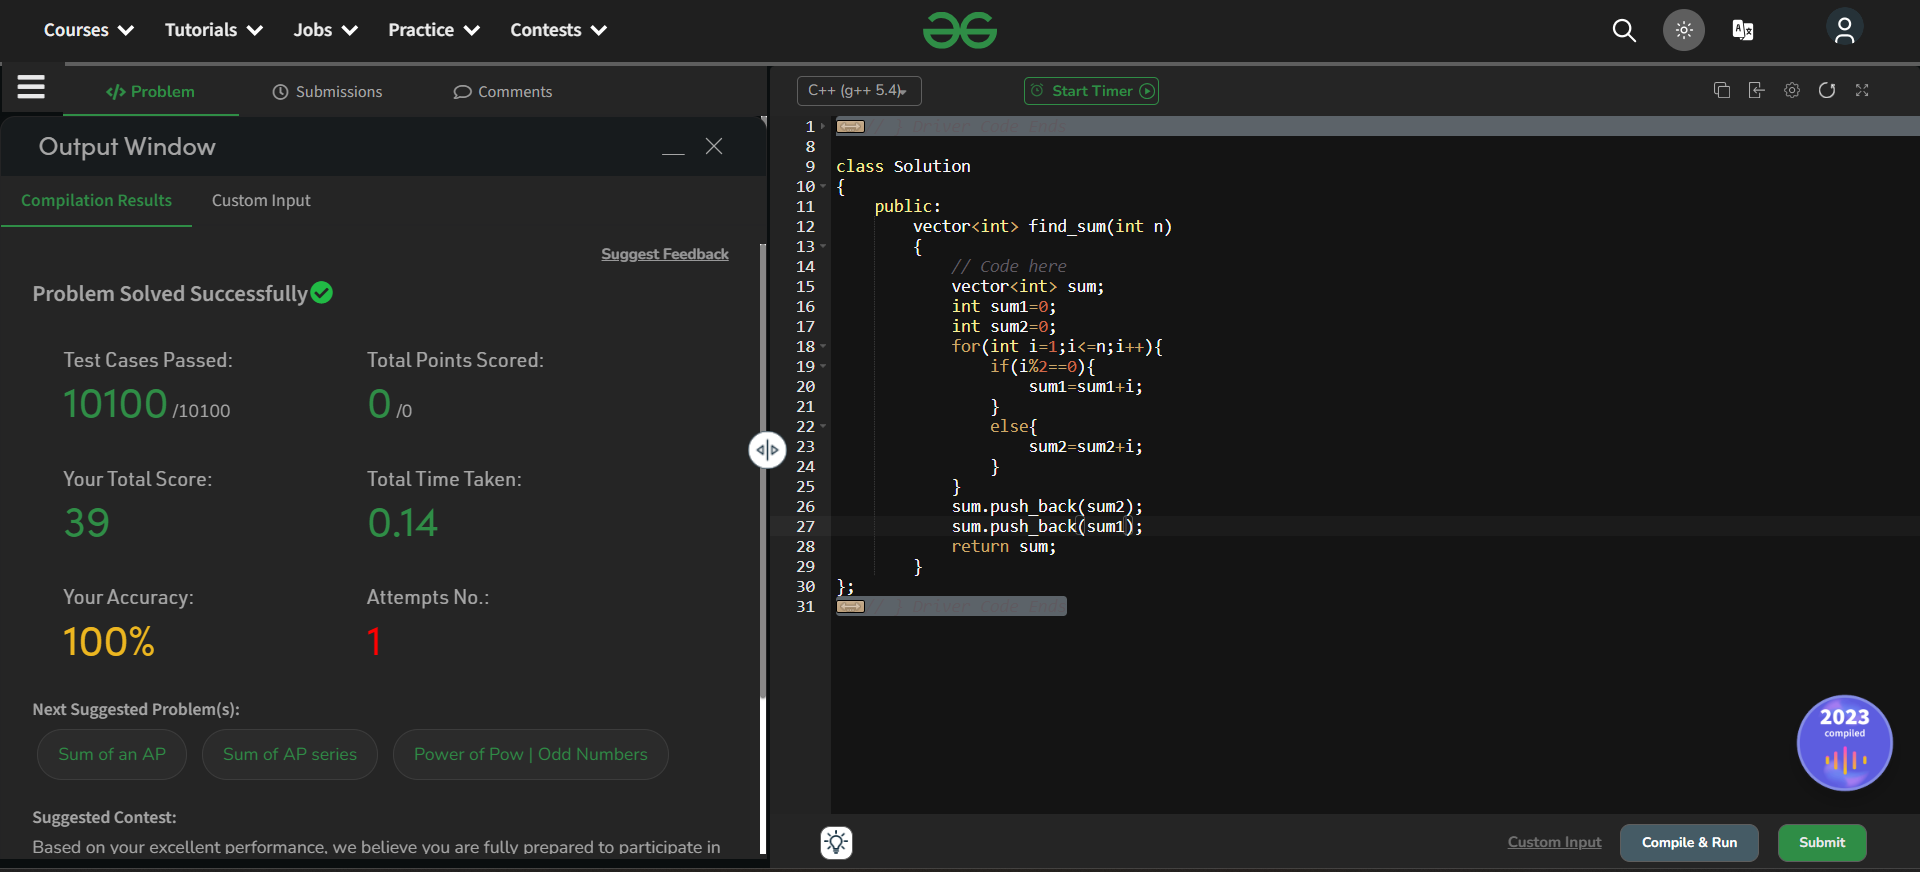 Courses Tutorials Jobs Practice Contests
</> Problem Submissions Comments
C++ (g++ 5.4) Start Timer
Output Window
Compilation Results Custom Input
Suggest Feedback
Problem Solved Successfully
Test Cases Passed: Total Points Scored:
10100 /10100 0 /0
Your Total Score: Total Time Taken:
39 0.14
Your Accuracy: Attempts No.:
100% 1
Next Suggested Problem(s):
Sum of an AP Sum of AP series Power of Pow | Odd Numbers
Suggested Contest:
Based on your excellent performance, we believe you are fully prepared to participate in
1 // } Driver Code Ends
8
9 class Solution
10 {
11 public:
12 vector<int> find_sum(int n)
13 {
14 // Code here
15 vector<int> sum;
16 int sum1=0;
17 int sum2=0;
18 for(int i=1;i<=n;i++){
19 if(i%2==0){
20 sum1=sum1+i;
21 }
22 else{
23 sum2=sum2+i;
24 }
25 }
26 sum.push_back(sum2);
27 sum.push_back(sum1);
28 return sum;
29 }
30 };
31 // } Driver Code Ends
2023
compiled
Custom Input Compile & Run Submit